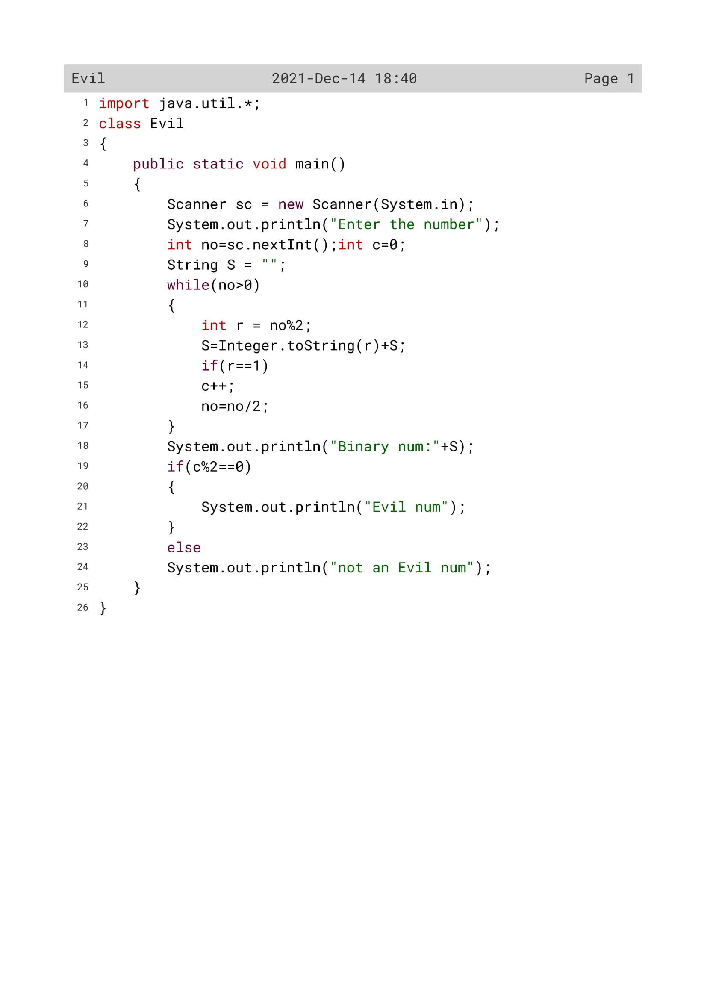 Evil 2021-Dec-14 18:40 Page 1
1 import java.util.*;
2 class Evil
3 {
4     public static void main()
5     {
6         Scanner sc = new Scanner(System.in);
7         System.out.println("Enter the number");
8         int no=sc.nextInt();int c=0;
9         String S = "";
10         while(no>0)
11         {
12             int r = no%2;
13             S=Integer.toString(r)+S;
14             if(r==1)
15             c++;
16             no=no/2;
17         }
18         System.out.println("Binary num:"+S);
19         if(c%2==0)
20         {
21             System.out.println("Evil num");
22         }
23         else
24         System.out.println("not an Evil num");
25     }
26 }